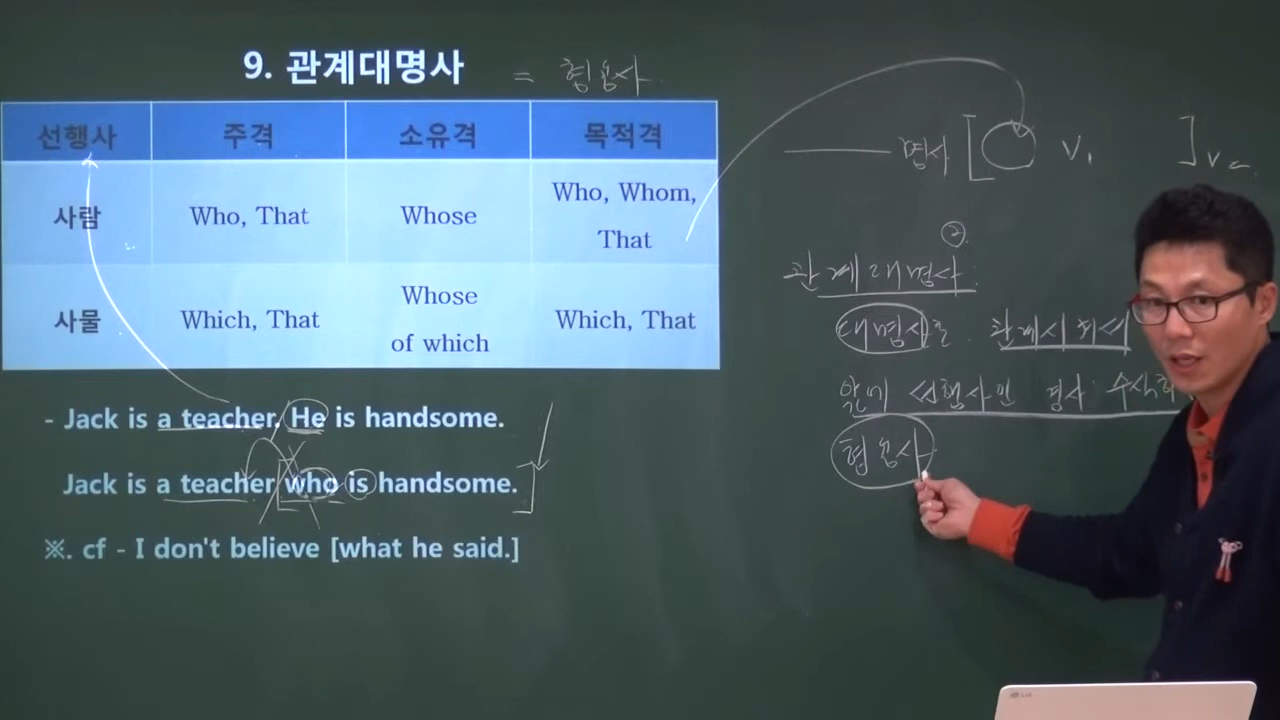 9. 관계대명사 = 형용사
선행사 주격 소유격 목적격
사람 Who, That Whose Who, Whom, That
사물 Which, That Whose of which Which, That
- Jack is a teacher. He is handsome.
Jack is a teacher who is handsome.
※. cf - I don't believe [what he said.]
명사 [ V₁ ] V₂
②.
관계대명사
대명사로 관계시켜서
앞에 선행사인 명사 수식하
형용사